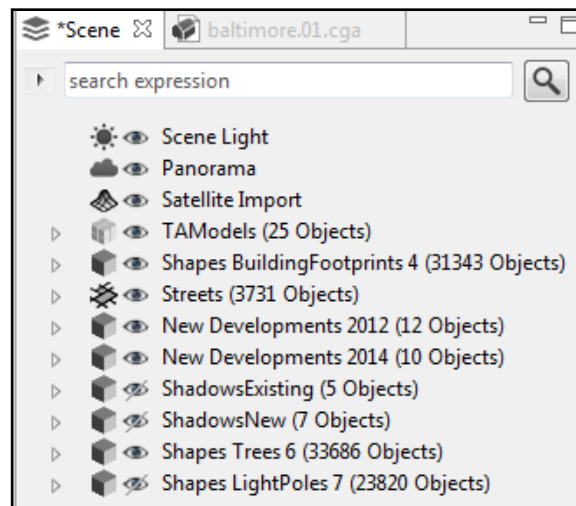 *Scene baltimore.01.cga
search expression
Scene Light
Panorama
Satellite Import
TAModels (25 Objects)
Shapes BuildingFootprints 4 (31343 Objects)
Streets (3731 Objects)
New Developments 2012 (12 Objects)
New Developments 2014 (10 Objects)
ShadowsExisting (5 Objects)
ShadowsNew (7 Objects)
Shapes Trees 6 (33686 Objects)
Shapes LightPoles 7 (23820 Objects)